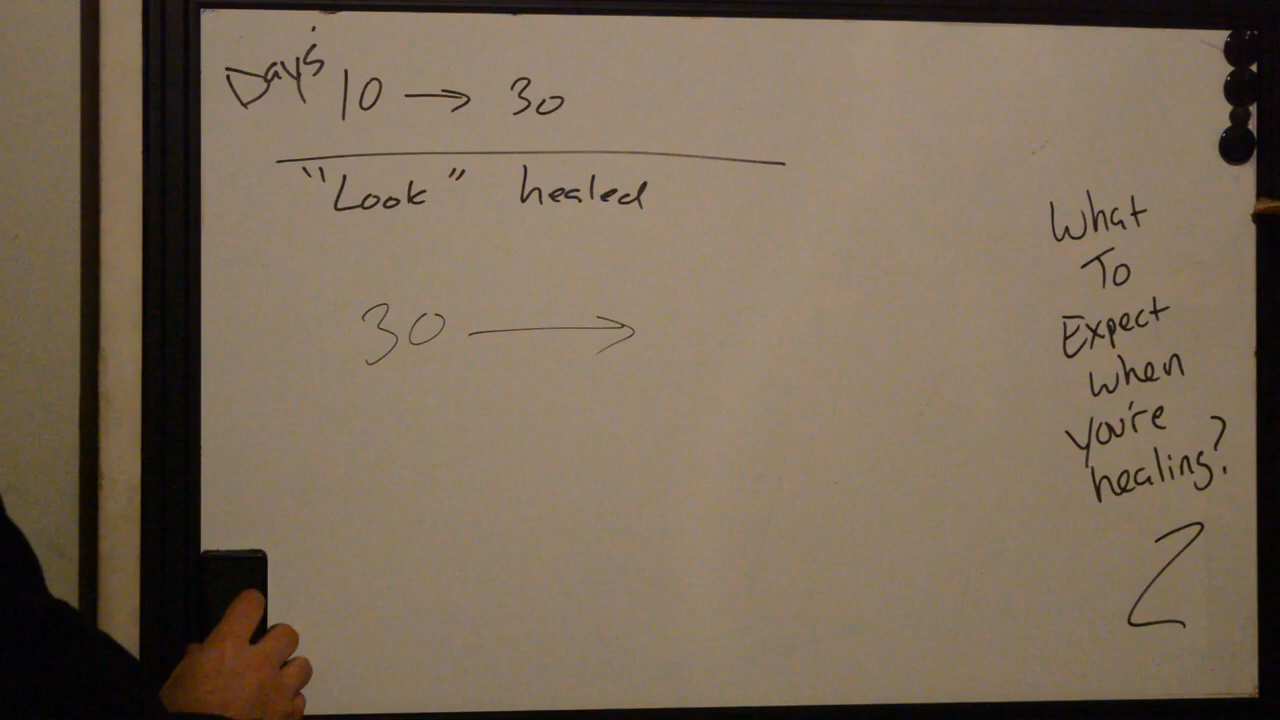 Days 10 → 30
"Look" healed
30 →
What
To
Expect
when
you're
healing?
2